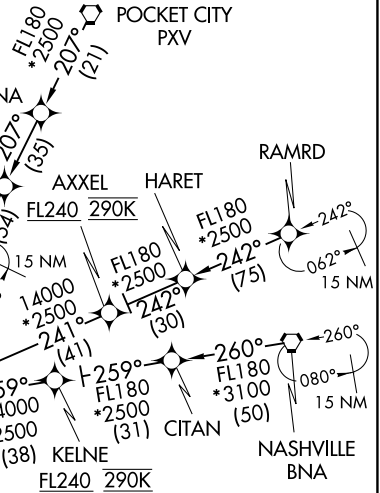 POCKET CITY
PXV
FL180
*2500
207°
(21)
NA
207°
(35)
RAMRD
AXXEL
HARET
FL240 290K
FL180
*2500
242°
(75)
242°
062°
15 NM
15 NM
FL180
*2500
242°
(30)
14000
*2500
241°
(41)
260°
FL180
*3100
(50)
260°
080°
15 NM
259°
FL180
*2500
(31)
CITAN
59°
4000
2500
(38)
KELNE
FL240 290K
NASHVILLE
BNA